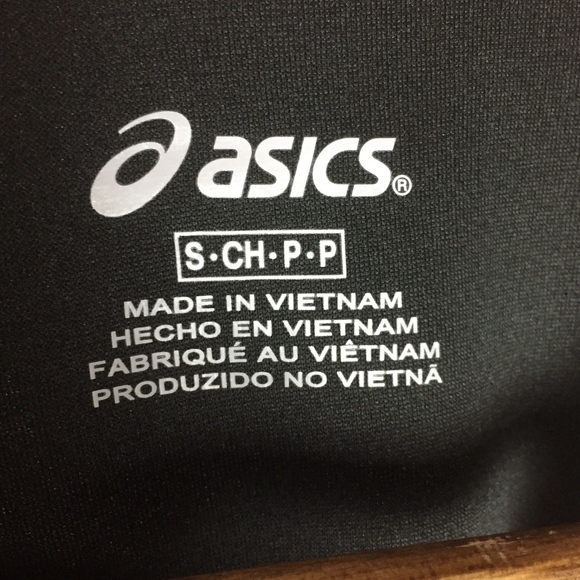 asics®
S·CH·P·P
MADE IN VIETNAM
HECHO EN VIETNAM
FABRIQUÉ AU VIÊTNAM
PRODUZIDO NO VIETNÃ